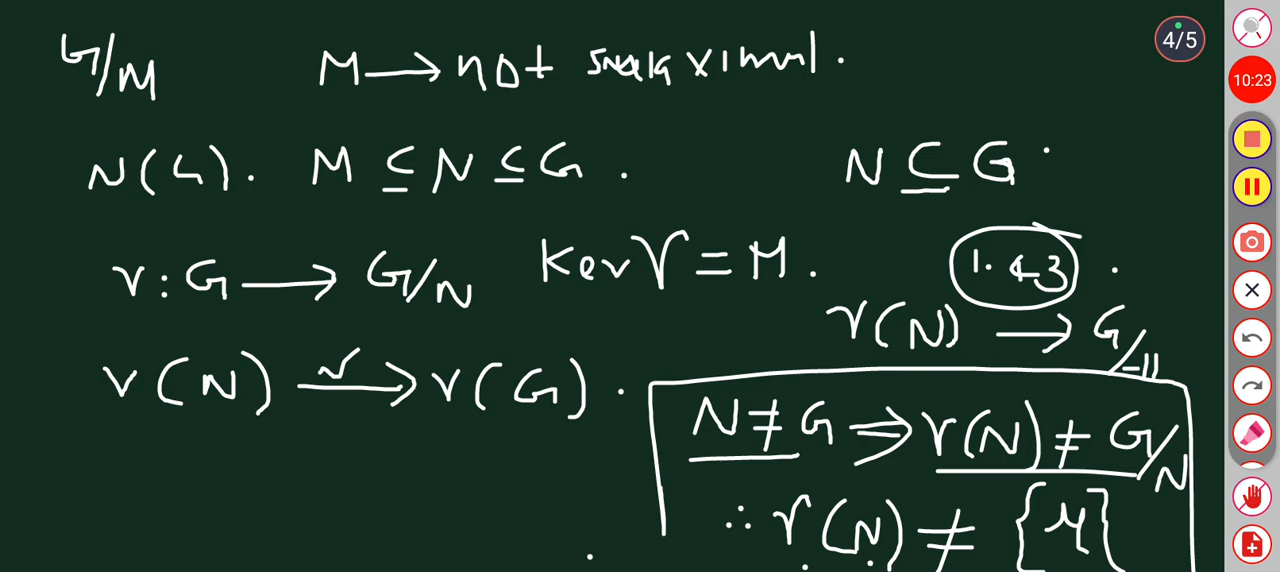 G/M M → not maximal.
4/5
10:23
N(G). M ⊆ N ⊆ G. N ⊆ G.
r : G → G/N Ker r = M. 1.43.
r(N) → G/
r(N) → r(G).
N ≠ G ⇒ r(N) ≠ G/N
∴ r(N) ≠ {M}